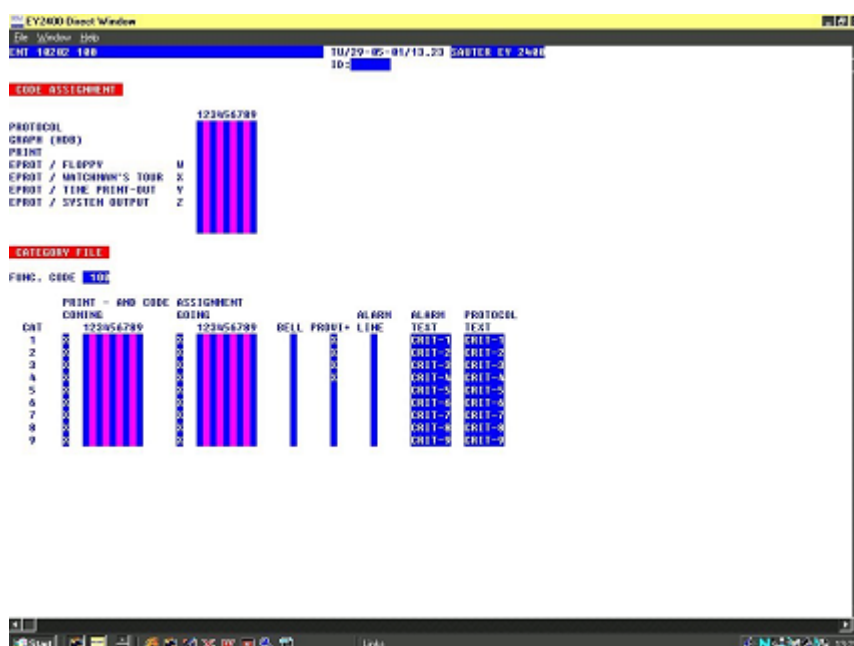 EY2400 Direct Window
File Window Help
CNT 10202 100 TU/29-05-01/13.23 SAUTER EY 2400
ID:
CODE ASSIGNMENT
123456789
PROTOCOL
GRAPH (HDB)
PRINT
EPROT / FLOPPY W
EPROT / WATCHMAN'S TOUR X
EPROT / TIME PRINT-OUT Y
EPROT / SYSTEM OUTPUT Z
CATEGORY FILE
FUNC. CODE 100
PRINT - AND CODE ASSIGNMENT
COMING GOING ALARM ALARM PROTOCOL
CAT 123456789 123456789 BELL PROUI+ LINE TEXT TEXT
1 X X X CRIT-1 CRIT-1
2 X X X CRIT-2 CRIT-2
3 X X X CRIT-3 CRIT-3
4 X X X CRIT-4 CRIT-4
5 X X CRIT-5 CRIT-5
6 X X CRIT-6 CRIT-6
7 X X CRIT-7 CRIT-7
8 X X CRIT-8 CRIT-8
9 X X CRIT-9 CRIT-9
Start Links